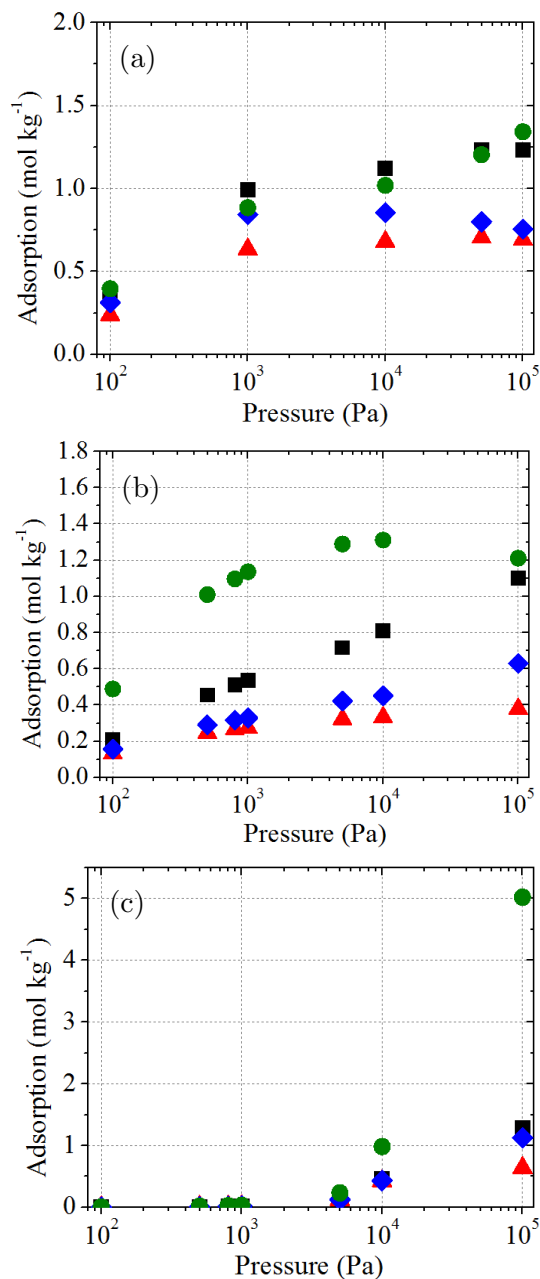 (a)
2.0
1.5
1.0
0.5
0.0
Adsorption (mol kg⁻¹)
10² 10³ 10⁴ 10⁵
Pressure (Pa)
(b)
1.8
1.6
1.4
1.2
1.0
0.8
0.6
0.4
0.2
0.0
Adsorption (mol kg⁻¹)
10² 10³ 10⁴ 10⁵
Pressure (Pa)
(c)
5
4
3
2
1
0
Adsorption (mol kg⁻¹)
10² 10³ 10⁴ 10⁵
Pressure (Pa)